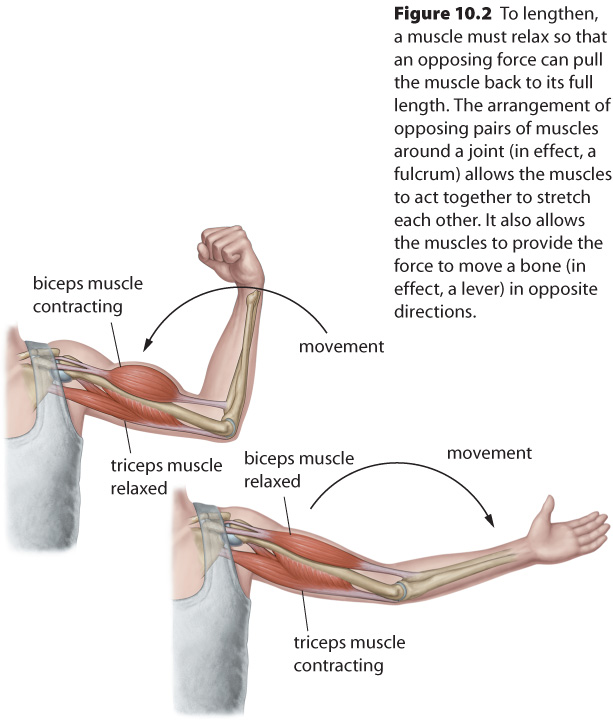 Figure 10.2 To lengthen,
a muscle must relax so that
an opposing force can pull
the muscle back to its full
length. The arrangement of
opposing pairs of muscles
around a joint (in effect, a
fulcrum) allows the muscles
to act together to stretch
each other. It also allows
the muscles to provide the
force to move a bone (in
effect, a lever) in opposite
directions.
biceps muscle
contracting
movement
triceps muscle
relaxed
biceps muscle
relaxed
movement
triceps muscle
contracting